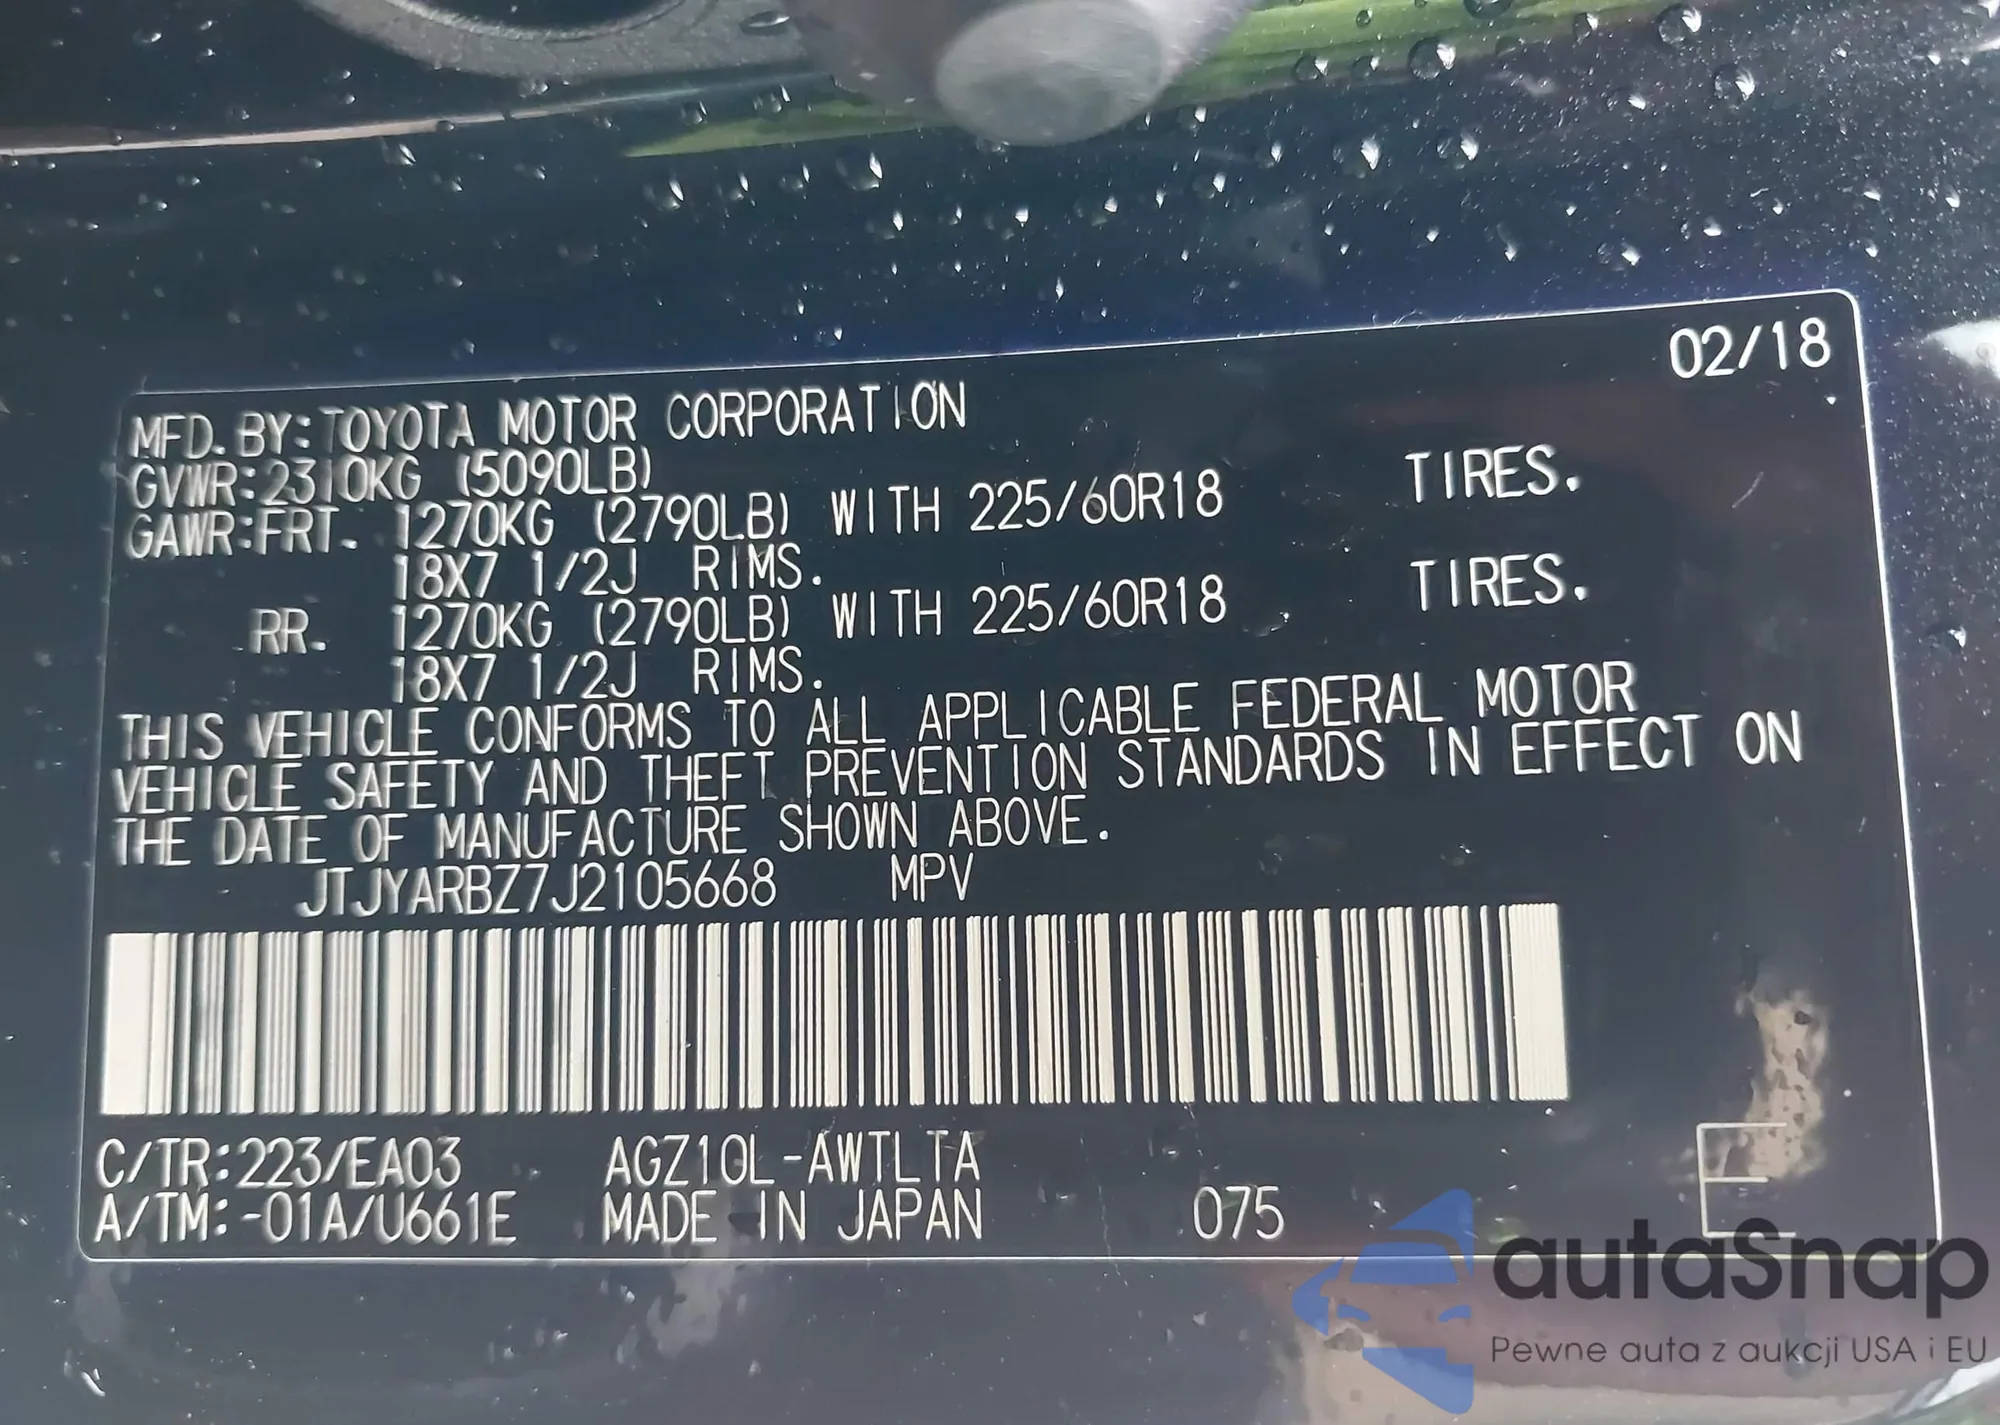 02/18
MFD.BY:TOYOTA MOTOR CORPORATION
GVWR:2310KG (5090LB)
GAWR:FRT. 1270KG (2790LB) WITH 225/60R18 TIRES.
18X7 1/2J RIMS.
RR. 1270KG (2790LB) WITH 225/60R18 TIRES.
18X7 1/2J RIMS.
THIS VEHICLE CONFORMS TO ALL APPLICABLE FEDERAL MOTOR
VEHICLE SAFETY AND THEFT PREVENTION STANDARDS IN EFFECT ON
THE DATE OF MANUFACTURE SHOWN ABOVE.
JTJYARBZ7J2105668 MPV
C/TR:223/EA03 AGZ10L-AWTLTA
A/TM:-01A/U661E MADE IN JAPAN 075
E
autaSnap
Pewne auta z aukcji USA i EU